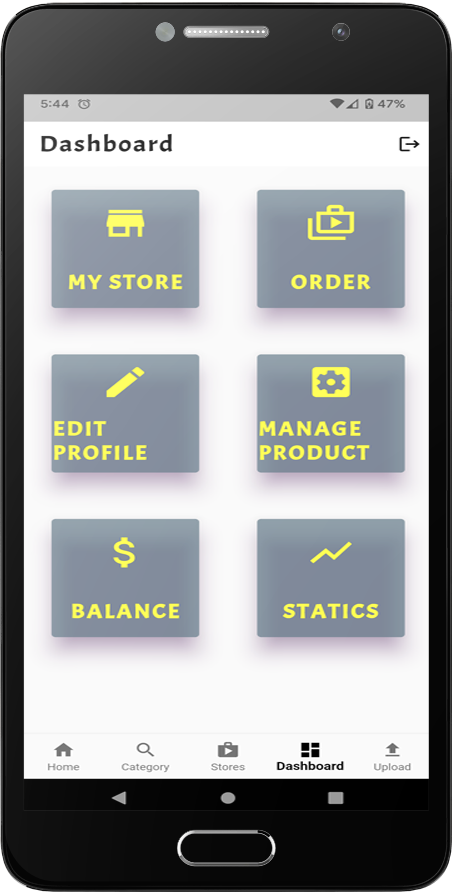 5:44 47%
Dashboard
MY STORE ORDER
EDIT
PROFILE
MANAGE
PRODUCT
BALANCE STATICS
Home Category Stores Dashboard Upload